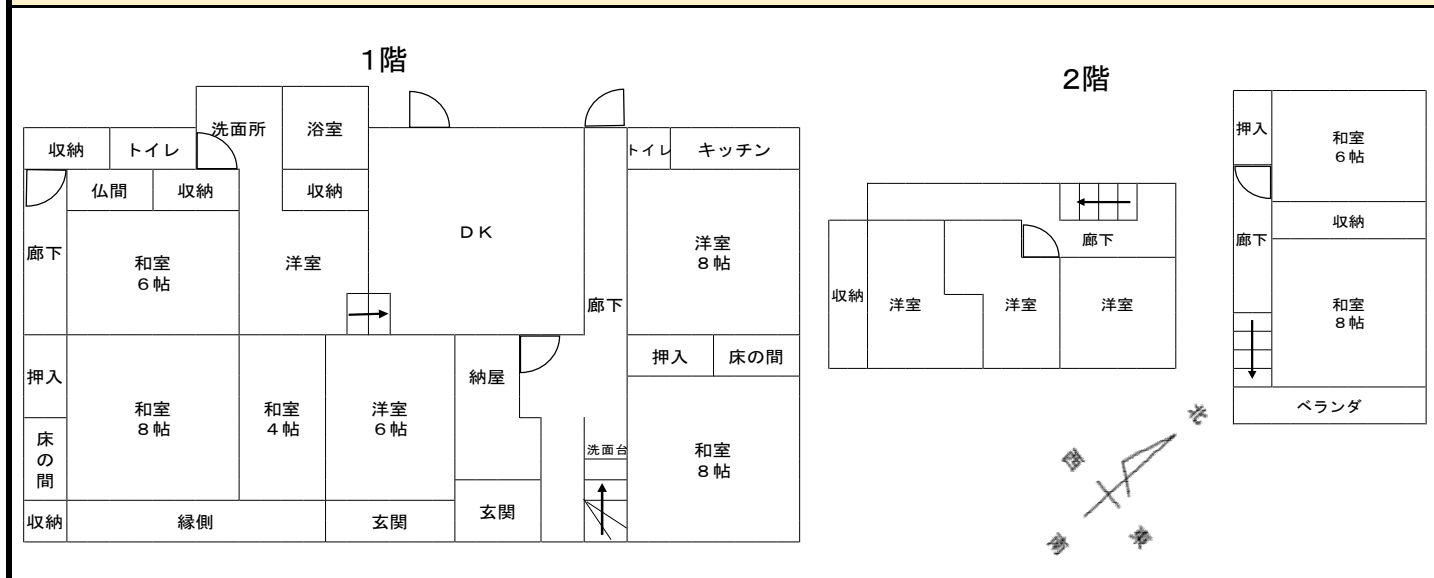 1階
2階
洗面所
浴室
収納
トイレ
トイレ
キッチン
仏間
収納
収納
廊下
和室
6帖
洋室
DK
廊下
洋室
8帖
押入
和室
8帖
和室
4帖
洋室
6帖
納屋
押入
床の間
床の間
洗面台
和室
8帖
収納
縁側
玄関
玄関
収納
洋室
洋室
洋室
廊下
押入
和室
6帖
収納
廊下
和室
8帖
ベランダ
北
西
南
東